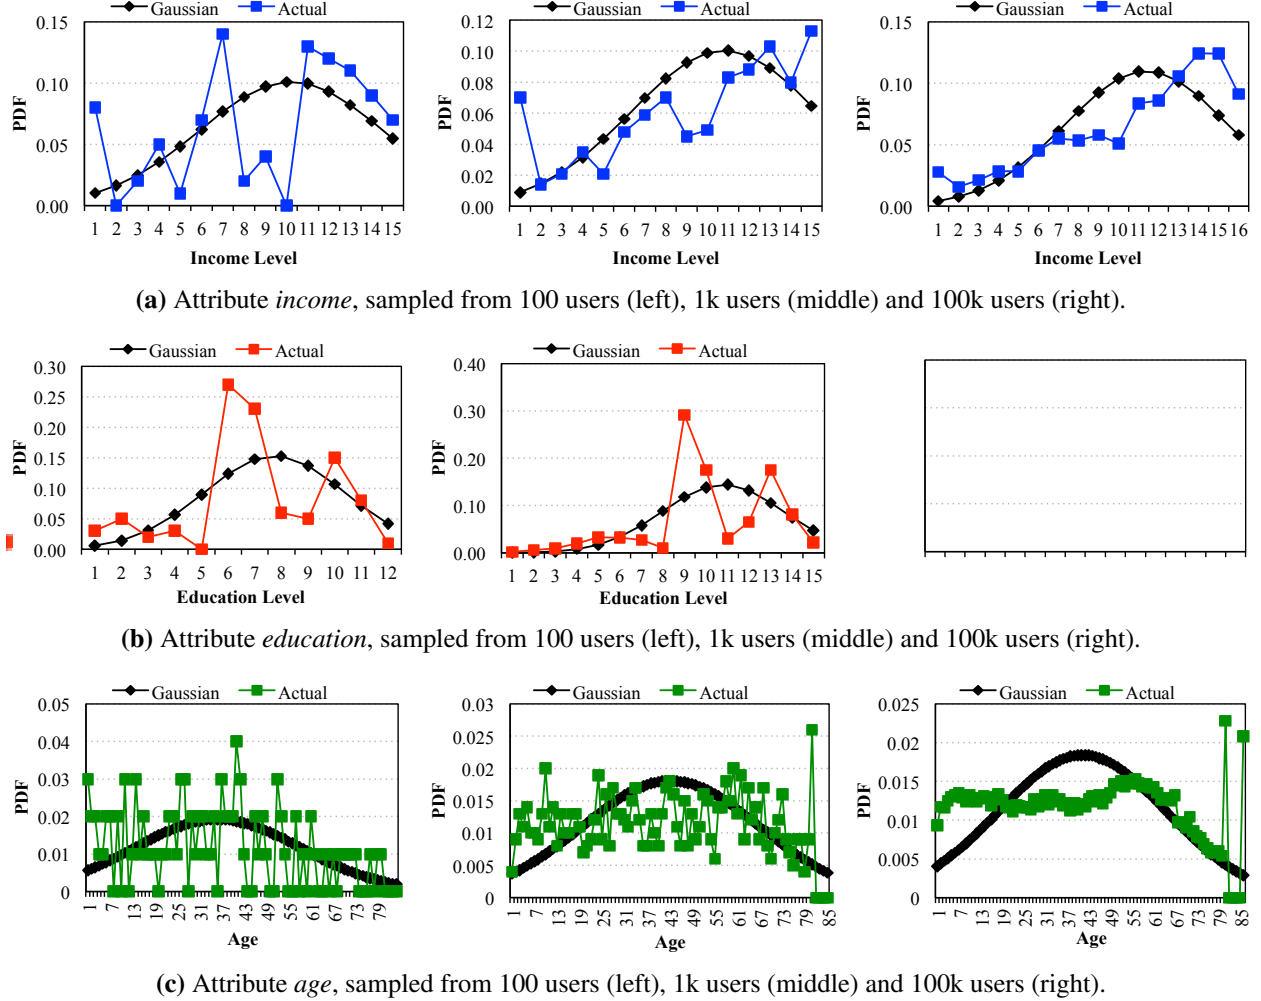 Gaussian Actual Gaussian Actual Gaussian Actual
PDF 0.15 0.10 0.05 0.00
1 2 3 4 5 6 7 8 9 10 11 12 13 14 15
Income Level
PDF 0.12 0.10 0.08 0.06 0.04 0.02 0.00
1 2 3 4 5 6 7 8 9 10 11 12 13 14 15
Income Level
PDF 0.15 0.10 0.05 0.00
1 2 3 4 5 6 7 8 9 10 11 12 13 14 15 16
Income Level
(a) Attribute income, sampled from 100 users (left), 1k users (middle) and 100k users (right).
Gaussian Actual Gaussian Actual
PDF 0.30 0.25 0.20 0.15 0.10 0.05 0.00
1 2 3 4 5 6 7 8 9 10 11 12
Education Level
PDF 0.40 0.30 0.20 0.10 0.00
1 2 3 4 5 6 7 8 9 10 11 12 13 14 15
Education Level
(b) Attribute education, sampled from 100 users (left), 1k users (middle) and 100k users (right).
Gaussian Actual Gaussian Actual Gaussian Actual
PDF 0.05 0.04 0.03 0.02 0.01 0
1 7 13 19 25 31 37 43 49 55 61 67 73 79
Age
PDF 0.03 0.025 0.02 0.015 0.01 0.005 0
1 7 13 19 25 31 37 43 49 55 61 67 73 79 85
Age
PDF 0.025 0.02 0.015 0.01 0.005 0
1 7 13 19 25 31 37 43 49 55 61 67 73 79 85
Age
(c) Attribute age, sampled from 100 users (left), 1k users (middle) and 100k users (right).